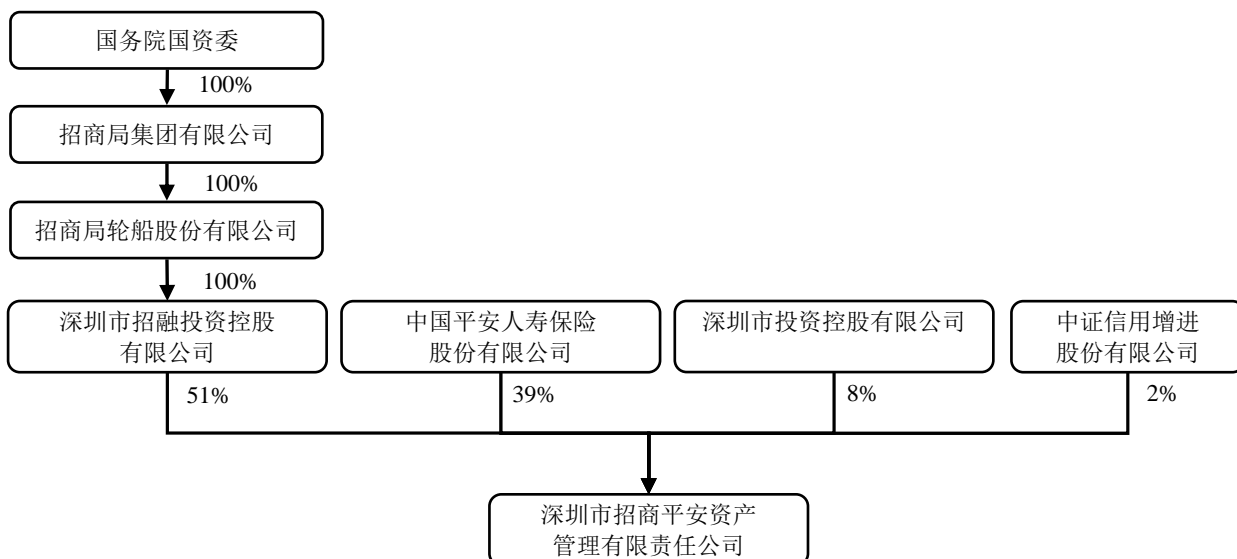 国务院国资委
100%
招商局集团有限公司
100%
招商局轮船股份有限公司
100%
深圳市招融投资控股
有限公司
中国平安人寿保险
股份有限公司
深圳市投资控股有限公司
中证信用增进
股份有限公司
51%
39%
8%
2%
深圳市招商平安资产
管理有限责任公司